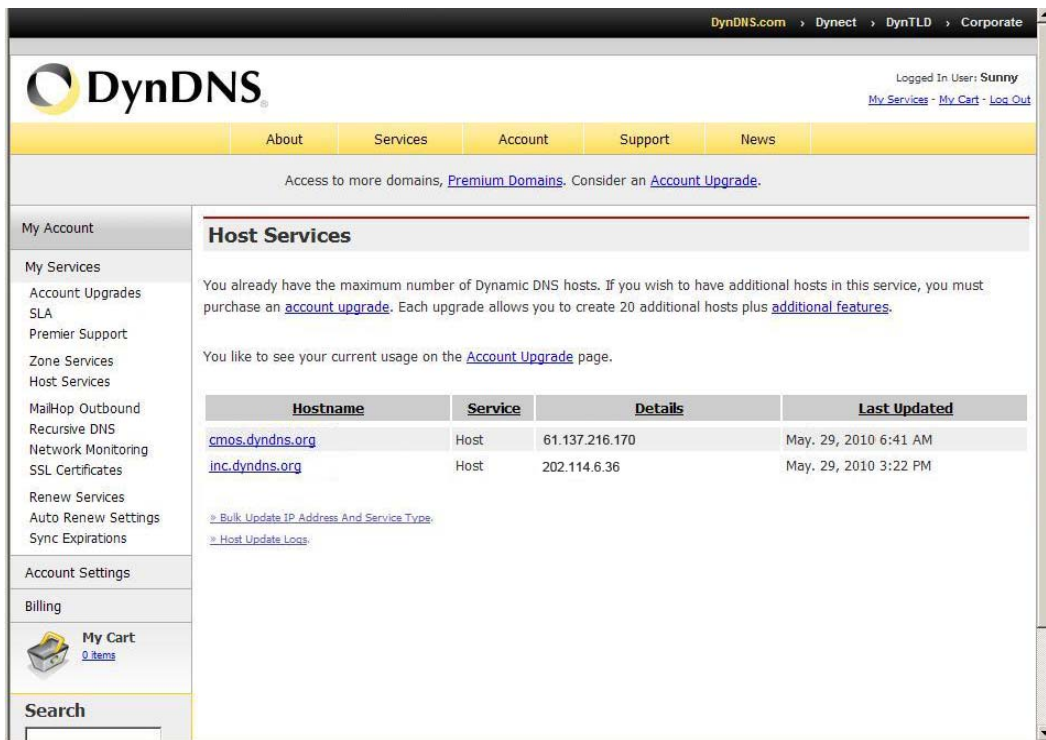 DynDNS.com › Dynect › DynTLD › Corporate
DynDNS®
Logged In User: Sunny
My Services - My Cart - Log Out
About Services Account Support News
Access to more domains, Premium Domains. Consider an Account Upgrade.
My Account
My Services
Account Upgrades
SLA
Premier Support
Zone Services
Host Services
MailHop Outbound
Recursive DNS
Network Monitoring
SSL Certificates
Renew Services
Auto Renew Settings
Sync Expirations
Account Settings
Billing
My Cart
0 items
Search
Host Services
You already have the maximum number of Dynamic DNS hosts. If you wish to have additional hosts in this service, you must
purchase an account upgrade. Each upgrade allows you to create 20 additional hosts plus additional features.
You like to see your current usage on the Account Upgrade page.
Hostname Service Details Last Updated
cmos.dyndns.org Host 61.137.216.170 May. 29, 2010 6:41 AM
inc.dyndns.org Host 202.114.6.36 May. 29, 2010 3:22 PM
» Bulk Update IP Address And Service Type.
» Host Update Logs.